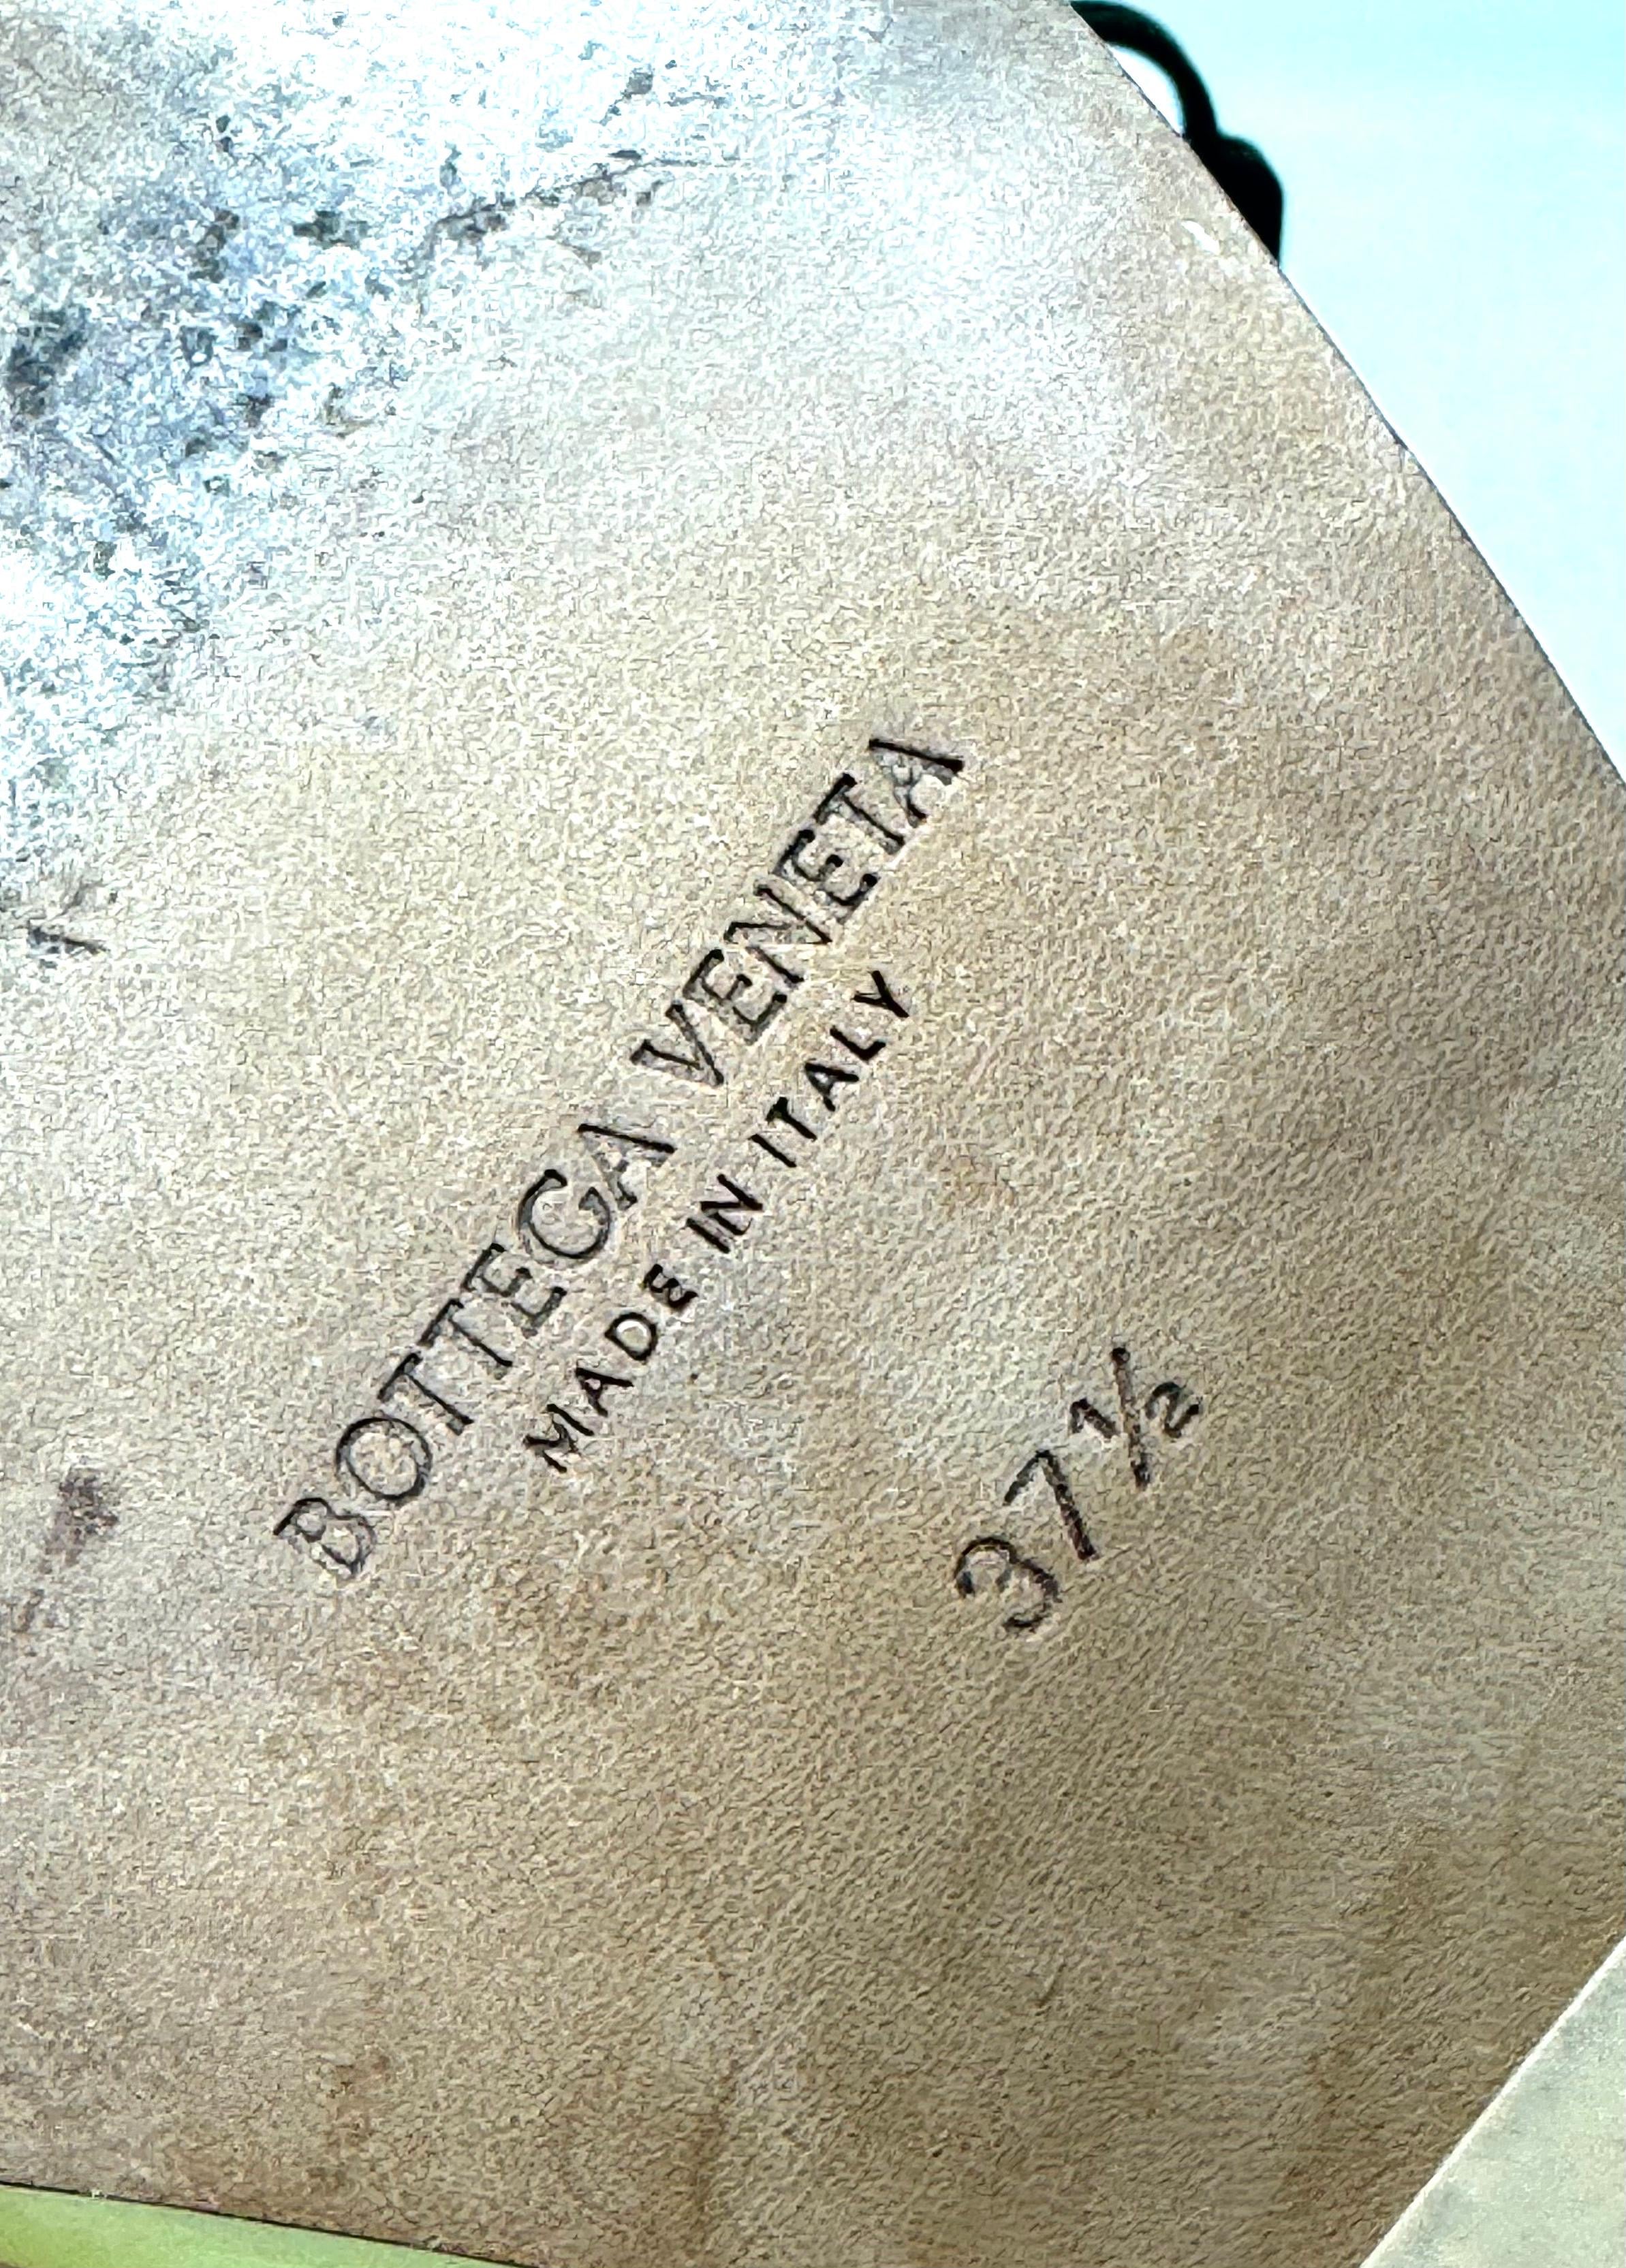 BOTTEGA VENETA
MADE IN ITALY
37½